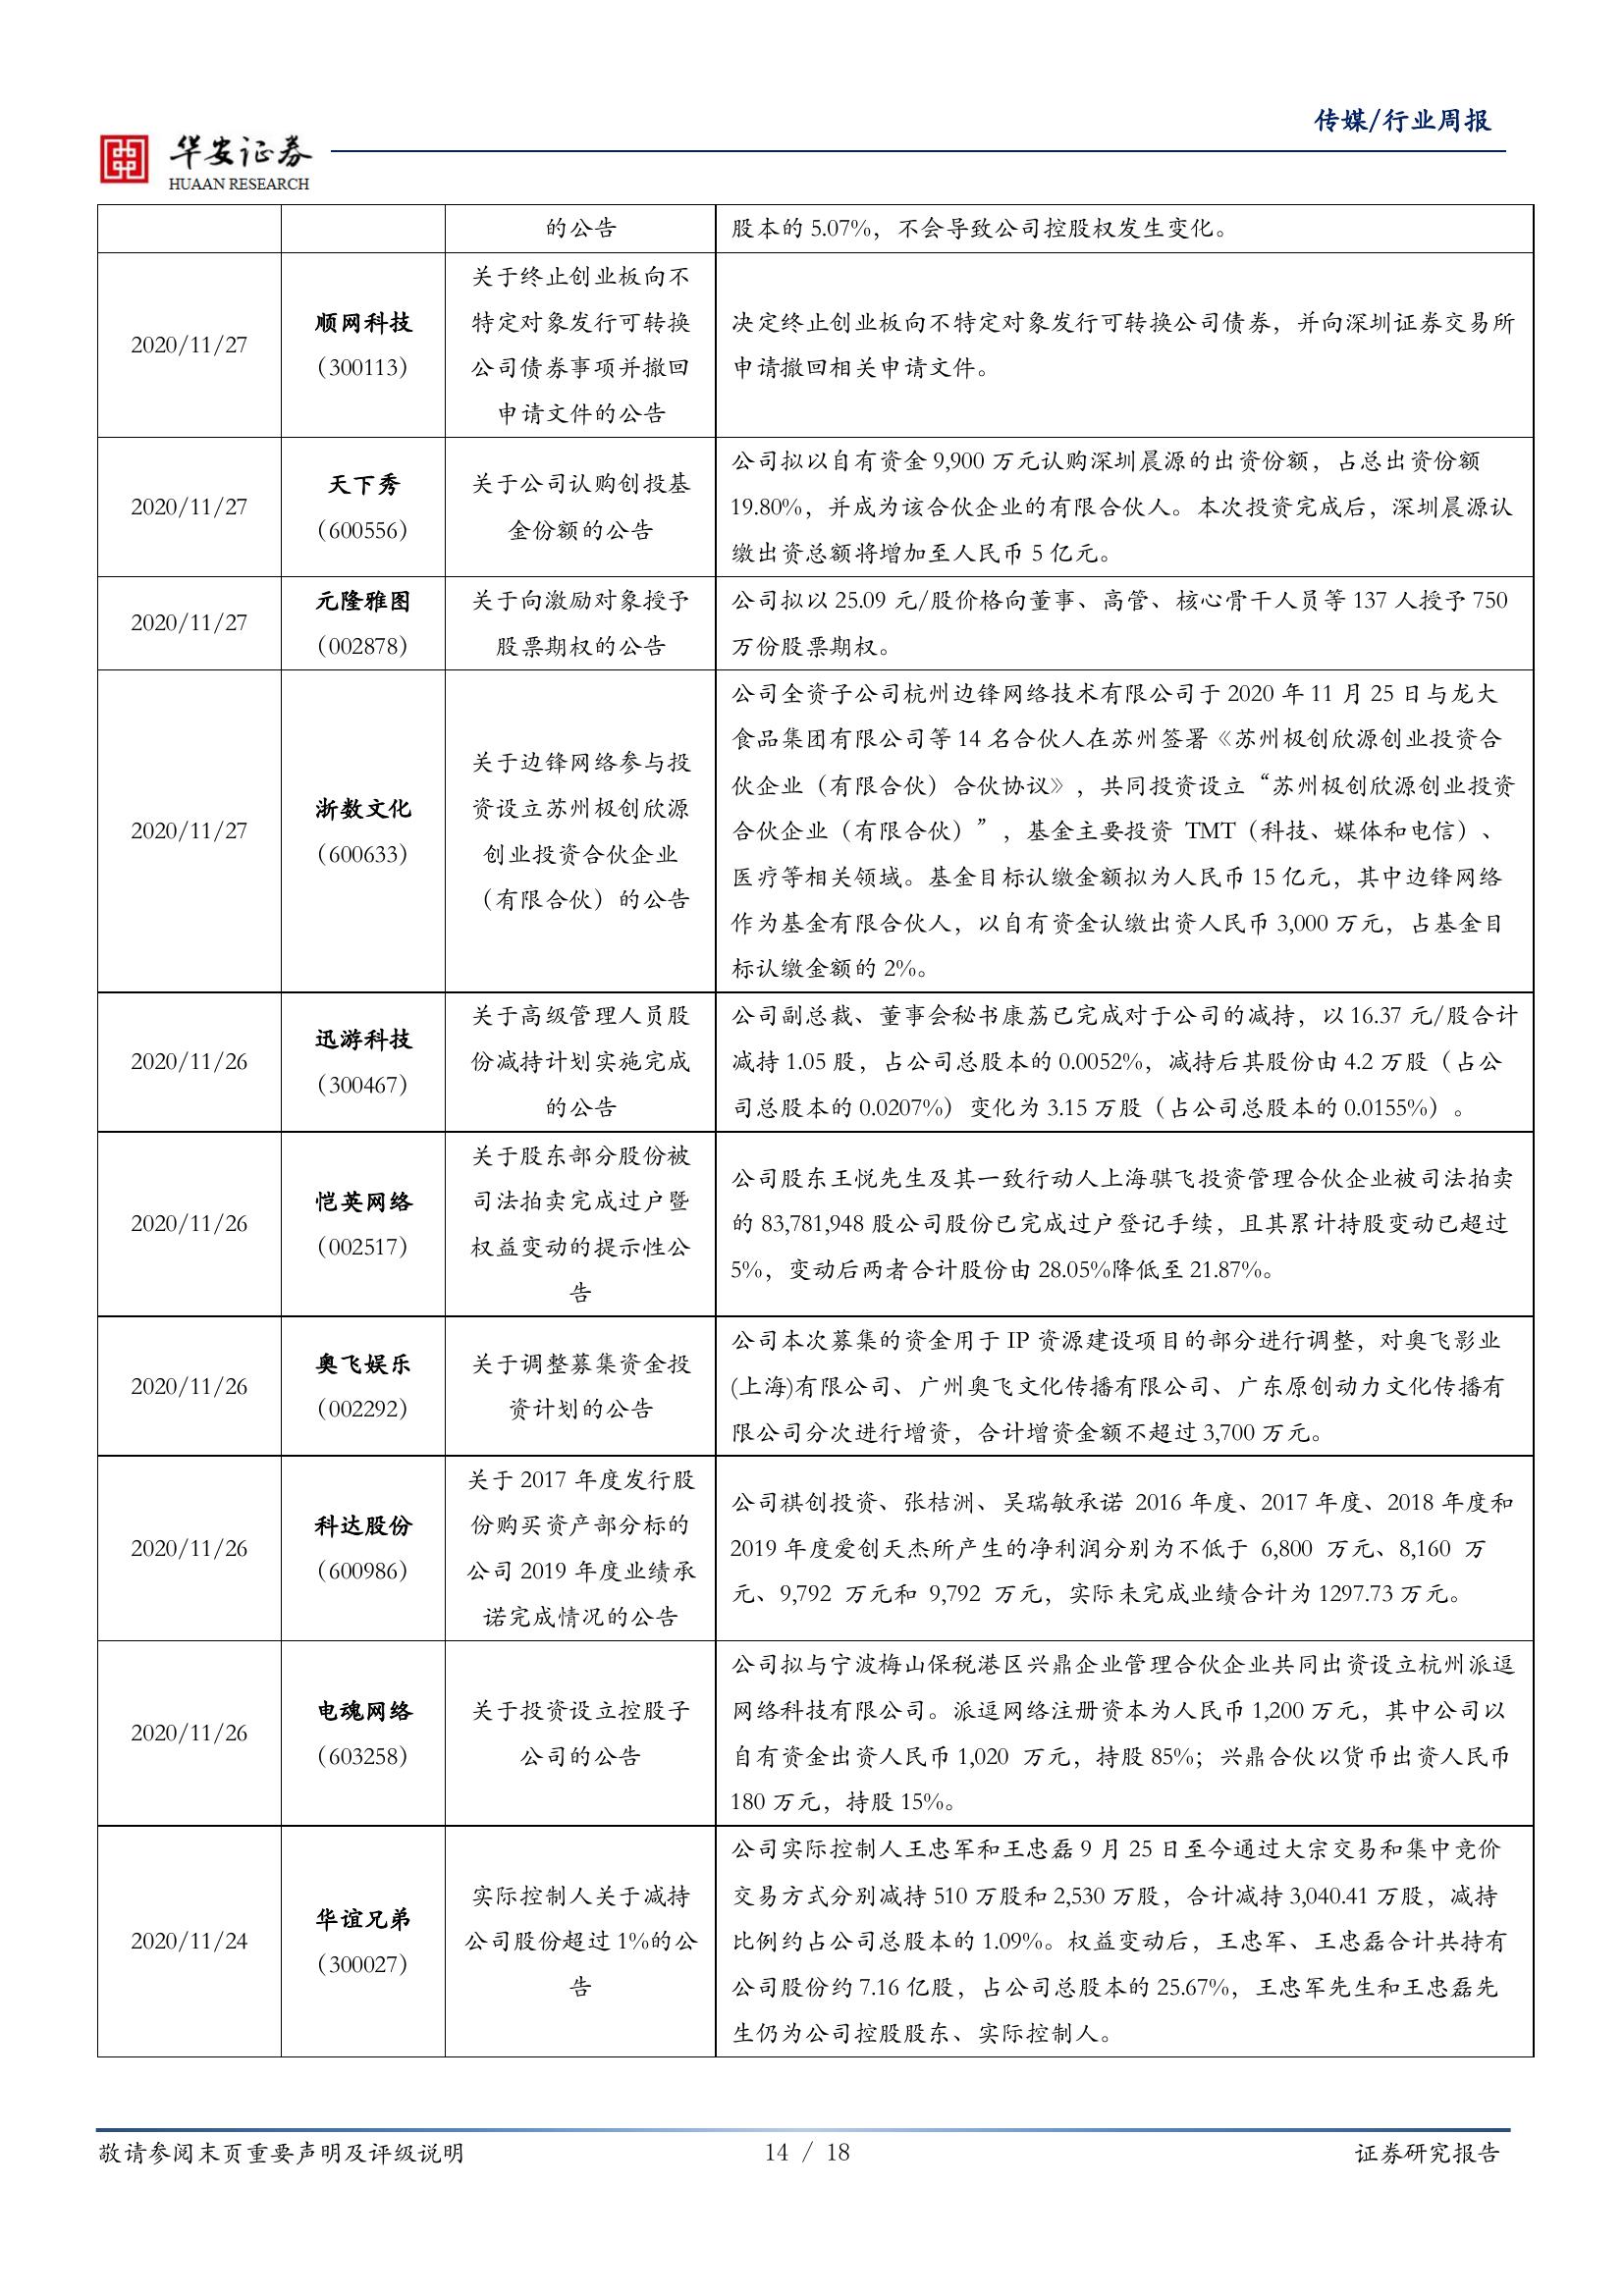 传媒/行业周报
华安证券
HUAAN RESEARCH
的公告
股本的 5.07%，不会导致公司控股权发生变化。
2020/11/27
顺网科技
（300113）
关于终止创业板向不
特定对象发行可转换
公司债券事项并撤回
申请文件的公告
决定终止创业板向不特定对象发行可转换公司债券，并向深圳证券交易所
申请撤回相关申请文件。
2020/11/27
天下秀
（600556）
关于公司认购创投基
金份额的公告
公司拟以自有资金 9,900 万元认购深圳晨源的出资份额，占总出资份额
19.80%，并成为该合伙企业的有限合伙人。本次投资完成后，深圳晨源认
缴出资总额将增加至人民币 5 亿元。
2020/11/27
元隆雅图
（002878）
关于向激励对象授予
股票期权的公告
公司拟以 25.09 元/股价格向董事、高管、核心骨干人员等 137 人授予 750
万份股票期权。
2020/11/27
浙数文化
（600633）
关于边锋网络参与投
资设立苏州极创欣源
创业投资合伙企业
（有限合伙）的公告
公司全资子公司杭州边锋网络技术有限公司于 2020 年 11 月 25 日与龙大
食品集团有限公司等 14 名合伙人在苏州签署《苏州极创欣源创业投资合
伙企业（有限合伙）合伙协议》，共同投资设立“苏州极创欣源创业投资
合伙企业（有限合伙）”，基金主要投资 TMT（科技、媒体和电信）、
医疗等相关领域。基金目标认缴金额拟为人民币 15 亿元，其中边锋网络
作为基金有限合伙人，以自有资金认缴出资人民币 3,000 万元，占基金目
标认缴金额的 2%。
2020/11/26
迅游科技
（300467）
关于高级管理人员股
份减持计划实施完成
的公告
公司副总裁、董事会秘书康荔已完成对于公司的减持，以 16.37 元/股合计
减持 1.05 股，占公司总股本的 0.0052%，减持后其股份由 4.2 万股（占公
司总股本的 0.0207%）变化为 3.15 万股（占公司总股本的 0.0155%）。
2020/11/26
恺英网络
（002517）
关于股东部分股份被
司法拍卖完成过户暨
权益变动的提示性公
告
公司股东王悦先生及其一致行动人上海骐飞投资管理合伙企业被司法拍卖
的 83,781,948 股公司股份已完成过户登记手续，且其累计持股变动已超过
5%，变动后两者合计股份由 28.05%降低至 21.87%。
2020/11/26
奥飞娱乐
（002292）
关于调整募集资金投
资计划的公告
公司本次募集的资金用于 IP 资源建设项目的部分进行调整，对奥飞影业
(上海)有限公司、广州奥飞文化传播有限公司、广东原创动力文化传播有
限公司分次进行增资，合计增资金额不超过 3,700 万元。
2020/11/26
科达股份
（600986）
关于 2017 年度发行股
份购买资产部分标的
公司 2019 年度业绩承
诺完成情况的公告
公司祺创投资、张桔洲、吴瑞敏承诺 2016 年度、2017 年度、2018 年度和
2019 年度爱创天杰所产生的净利润分别为不低于 6,800 万元、8,160 万
元、9,792 万元和 9,792 万元，实际未完成业绩合计为 1297.73 万元。
2020/11/26
电魂网络
（603258）
关于投资设立控股子
公司的公告
公司拟与宁波梅山保税港区兴鼎企业管理合伙企业共同出资设立杭州派逗
网络科技有限公司。派逗网络注册资本为人民币 1,200 万元，其中公司以
自有资金出资人民币 1,020 万元，持股 85%；兴鼎合伙以货币出资人民币
180 万元，持股 15%。
2020/11/24
华谊兄弟
（300027）
实际控制人关于减持
公司股份超过 1%的公
告
公司实际控制人王忠军和王忠磊 9 月 25 日至今通过大宗交易和集中竞价
交易方式分别减持 510 万股和 2,530 万股，合计减持 3,040.41 万股，减持
比例约占公司总股本的 1.09%。权益变动后，王忠军、王忠磊合计共持有
公司股份约 7.16 亿股，占公司总股本的 25.67%，王忠军先生和王忠磊先
生仍为公司控股股东、实际控制人。
敬请参阅末页重要声明及评级说明
14 / 18
证券研究报告